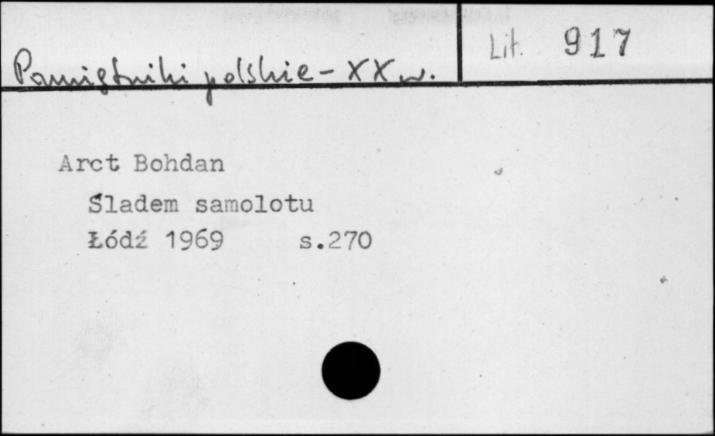 Pamiętniki polskie - XX w.
Lit. 917
Arct Bohdan
Śladem samolotu
Łódź 1969 s.270